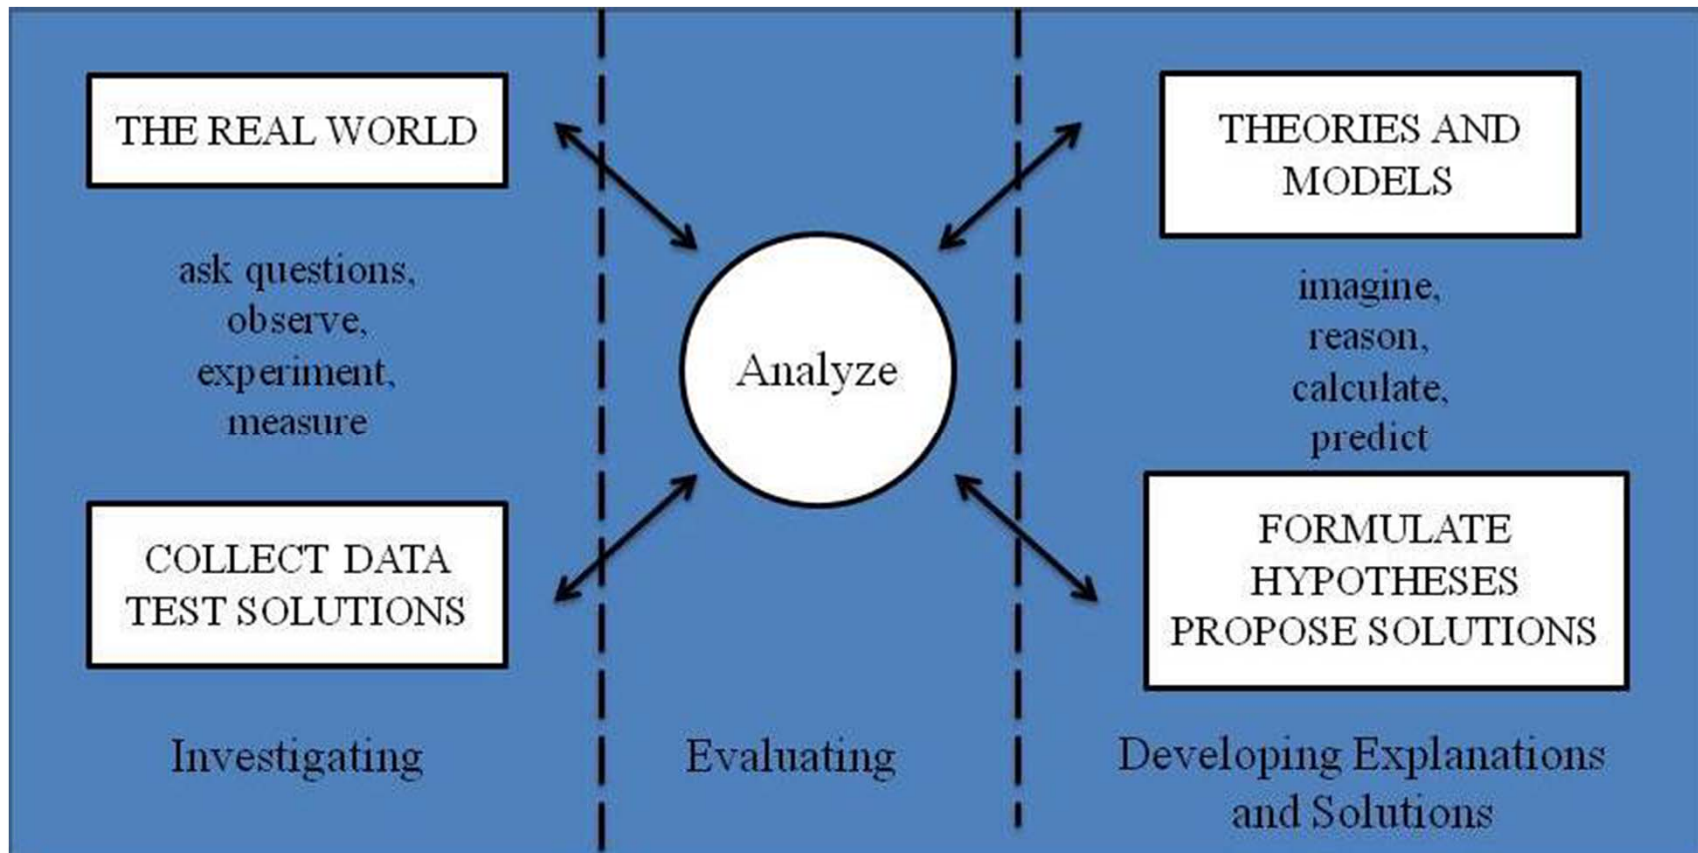 THE REAL WORLD
ask questions,
observe,
experiment,
measure
COLLECT DATA
TEST SOLUTIONS
Investigating
Analyze
Evaluating
THEORIES AND
MODELS
imagine,
reason,
calculate,
predict
FORMULATE
HYPOTHESES
PROPOSE SOLUTIONS
Developing Explanations
and Solutions